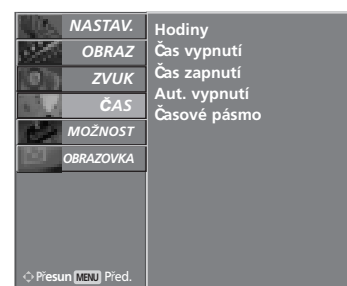 NASTAV.
OBRAZ
ZVUK
ČAS
MOŽNOST
OBRAZOVKA
Přesun MENU Před.
Hodiny
Čas vypnutí
Čas zapnutí
Aut. vypnutí
Časové pásmo